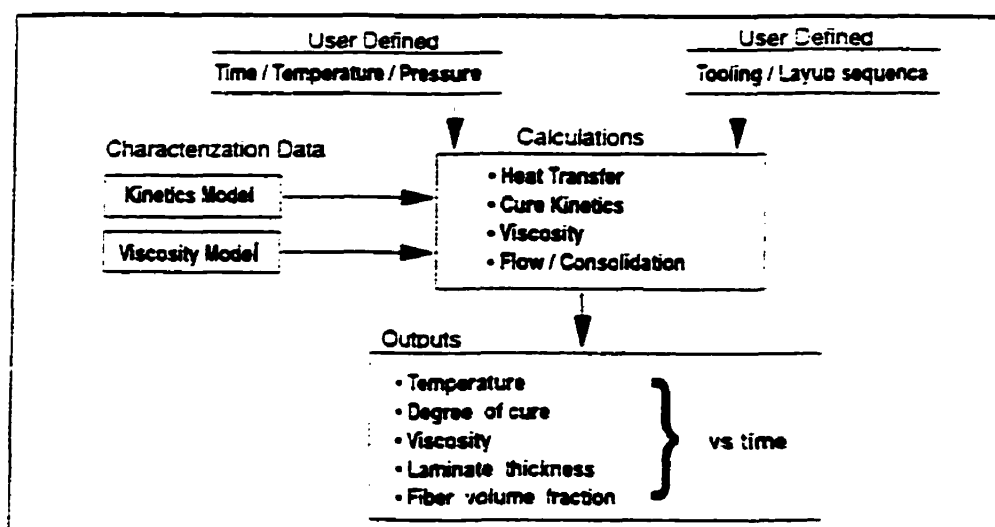 User Defined
Time / Temperature / Pressure
User Defined
Tooling / Layup sequence
Characterization Data
Kinetics Model
Viscosity Model
Calculations
• Heat Transfer
• Cure Kinetics
• Viscosity
• Flow / Consolidation
Outputs
• Temperature
• Degree of cure
• Viscosity
• Laminate thickness
• Fiber volume fraction
vs time